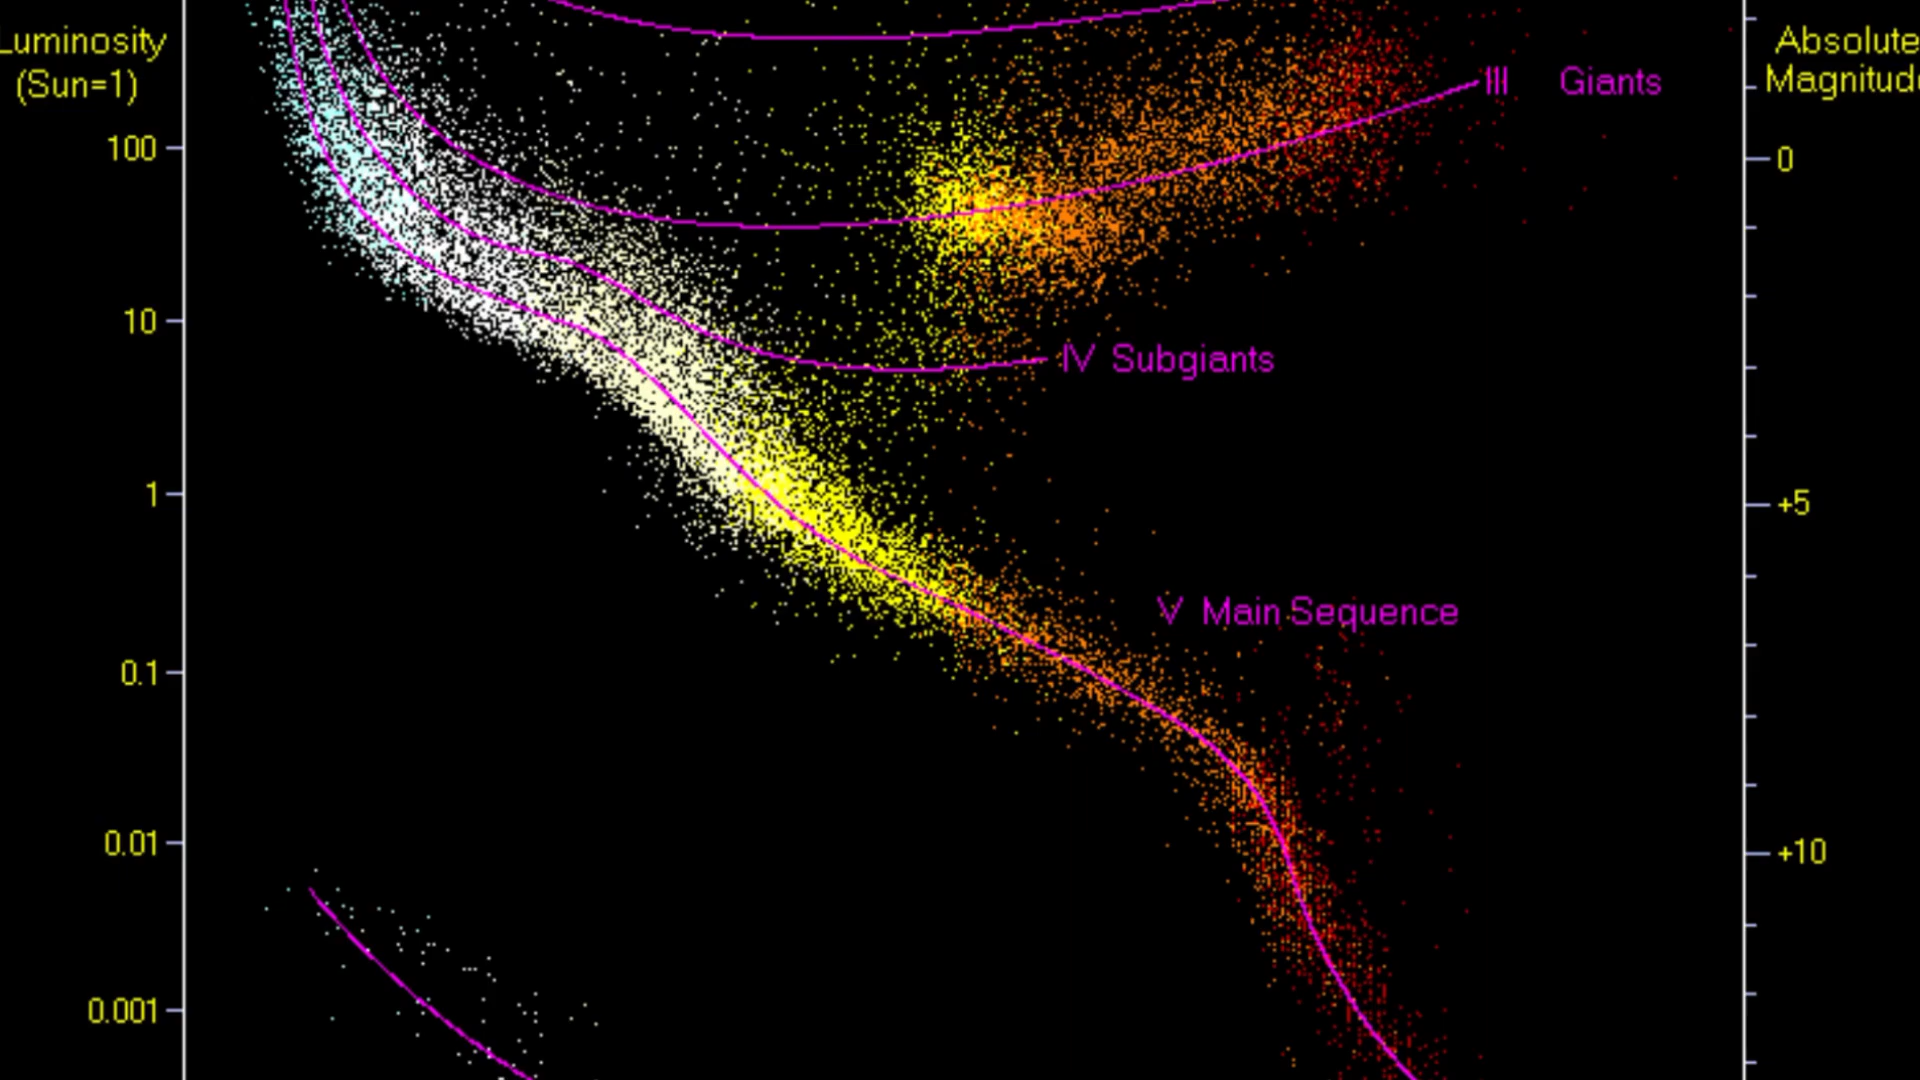 Luminosity
(Sun=1)
100
10
1
0.1
0.01
0.001
III Giants
IV Subgiants
V Main Sequence
Absolute
Magnitud
0
+5
+10